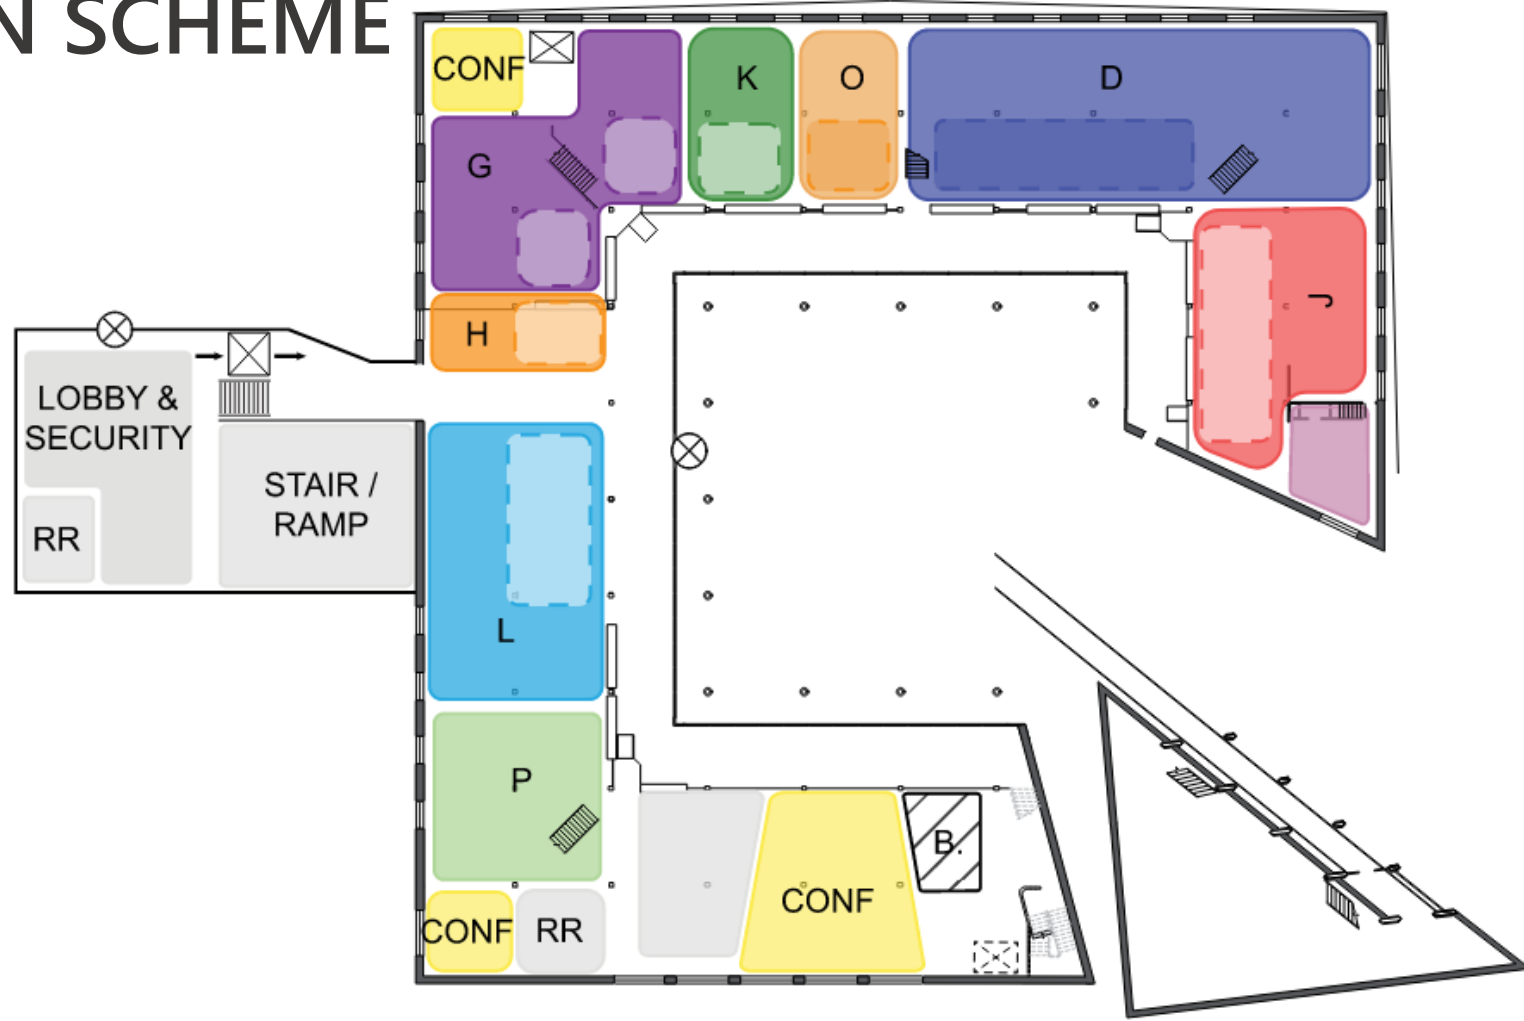 N SCHEME
CONF
K
O
D
G
J
H
LOBBY &
SECURITY
STAIR /
RAMP
RR
L
P
B.
CONF
CONF
RR